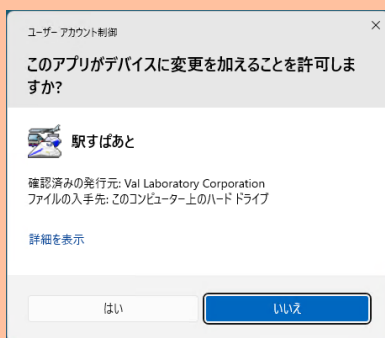 ユーザー アカウント制御
このアプリがデバイスに変更を加えることを許可しま
すか?
駅すぱあと
確認済みの発行元: Val Laboratory Corporation
ファイルの入手先: このコンピューター上のハード ドライブ
詳細を表示
はい
いいえ